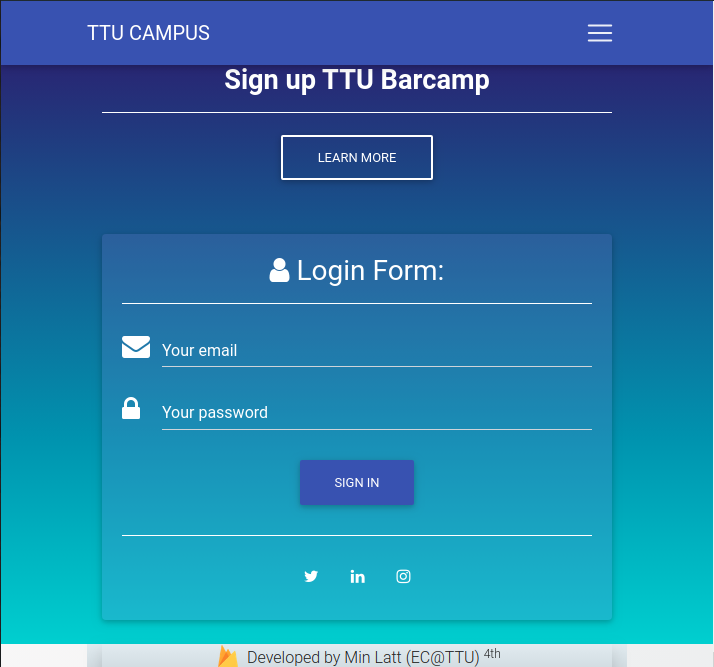 TTU CAMPUS
Sign up TTU Barcamp
LEARN MORE
Login Form:
Your email
Your password
SIGN IN
Developed by Min Latt (EC@TTU) 4th